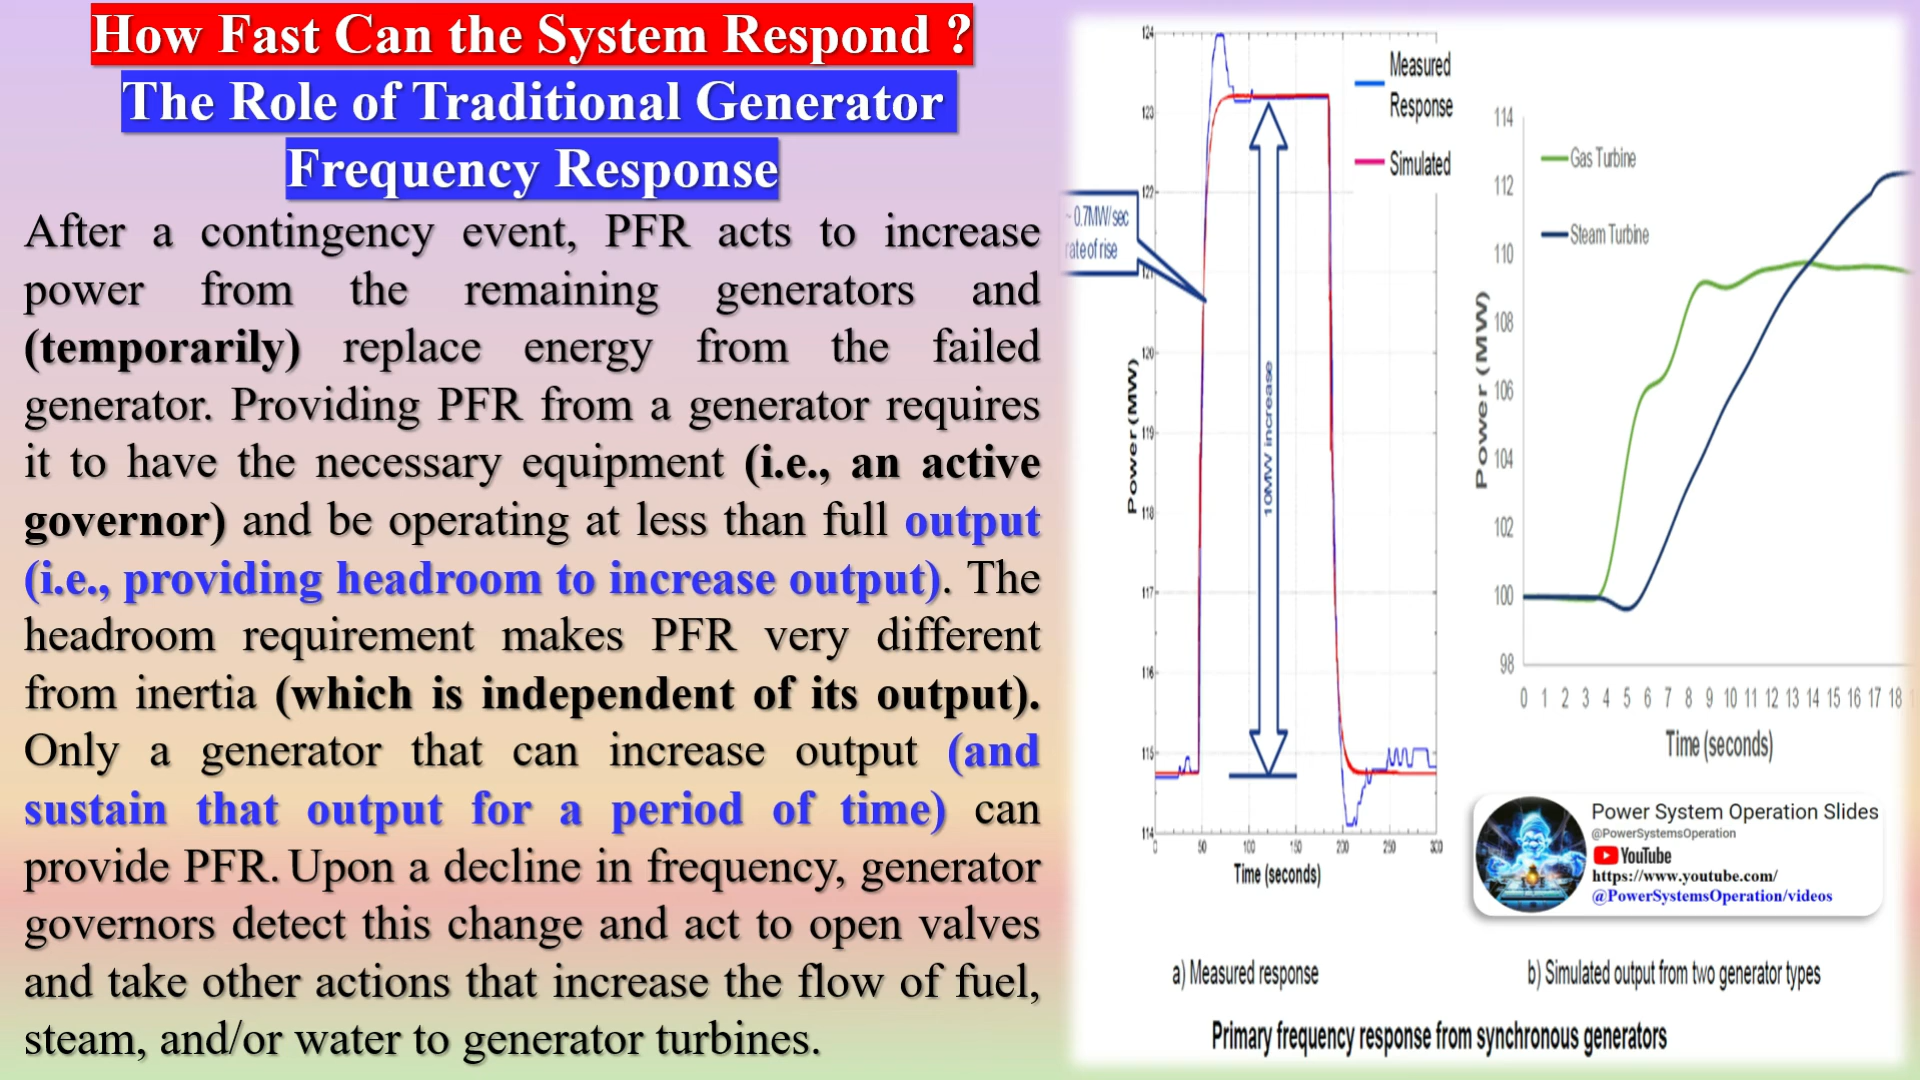 How Fast Can the System Respond ?
The Role of Traditional Generator
Frequency Response
After a contingency event, PFR acts to increase
power from the remaining generators and
(temporarily) replace energy from the failed
generator. Providing PFR from a generator requires
it to have the necessary equipment (i.e., an active
governor) and be operating at less than full output
(i.e., providing headroom to increase output). The
headroom requirement makes PFR very different
from inertia (which is independent of its output).
Only a generator that can increase output (and
sustain that output for a period of time) can
provide PFR. Upon a decline in frequency, generator
governors detect this change and act to open valves
and take other actions that increase the flow of fuel,
steam, and/or water to generator turbines.
124
123
122
121
120
119
118
117
116
115
114
Power (MW)
~0.7MW/sec
rate of rise
10MW increase
Measured
Response
Simulated
0 50 100 150 200 250 300
Time (seconds)
a) Measured response
114
112
110
108
106
104
102
100
98
Power (MW)
Gas Turbine
Steam Turbine
0 1 2 3 4 5 6 7 8 9 10 11 12 13 14 15 16 17 18
Time (seconds)
Power System Operation Slides
@PowerSystemsOperation
YouTube
https://www.youtube.com/
@PowerSystemsOperation/videos
b) Simulated output from two generator types
Primary frequency response from synchronous generators